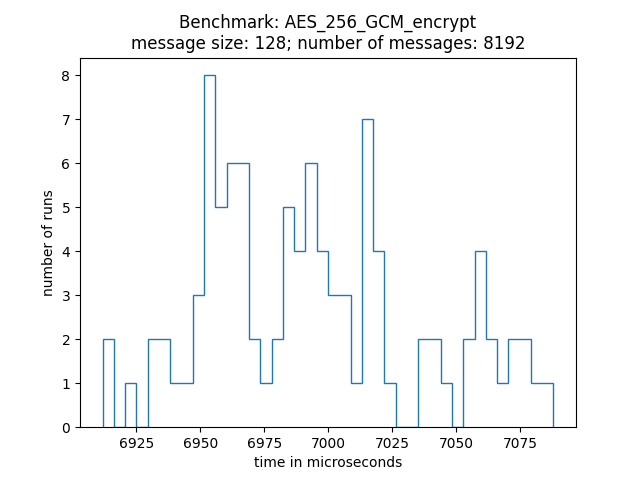 Benchmark: AES_256_GCM_encrypt
message size: 128; number of messages: 8192
8
7
6
5
4
3
2
1
0
number of runs
6925 6950 6975 7000 7025 7050 7075
time in microseconds